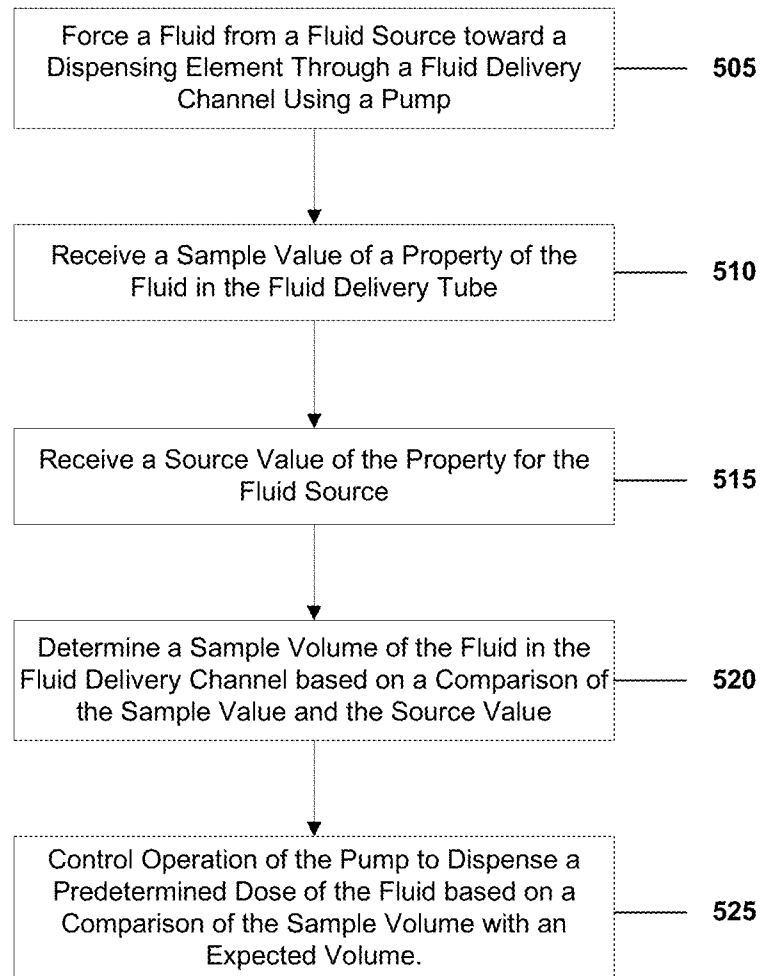 Force a Fluid from a Fluid Source toward a
Dispensing Element Through a Fluid Delivery
Channel Using a Pump
505
Receive a Sample Value of a Property of the
Fluid in the Fluid Delivery Tube
510
Receive a Source Value of the Property for the
Fluid Source
515
Determine a Sample Volume of the Fluid in the
Fluid Delivery Channel based on a Comparison of
the Sample Value and the Source Value
520
Control Operation of the Pump to Dispense a
Predetermined Dose of the Fluid based on a
Comparison of the Sample Volume with an
Expected Volume.
525